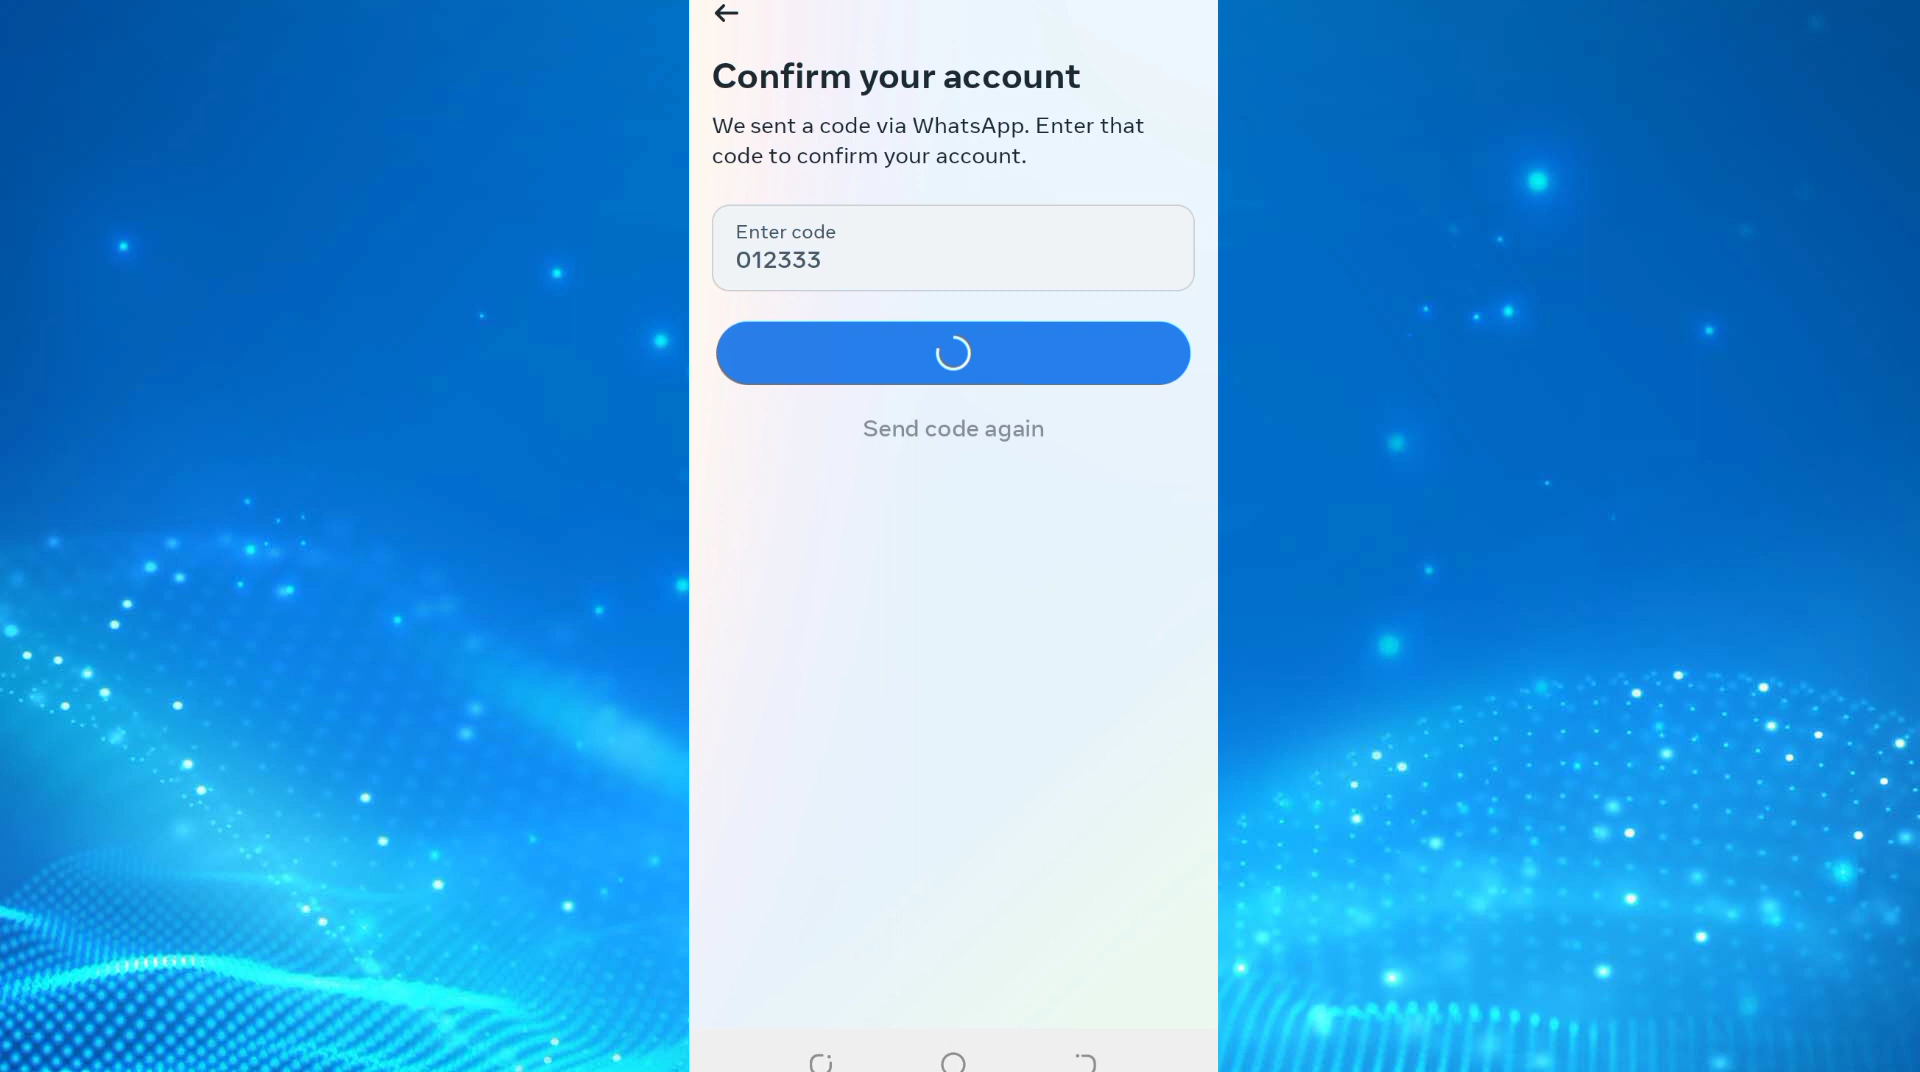 Confirm your account
We sent a code via WhatsApp. Enter that
code to confirm your account.
Enter code
012333
Send code again